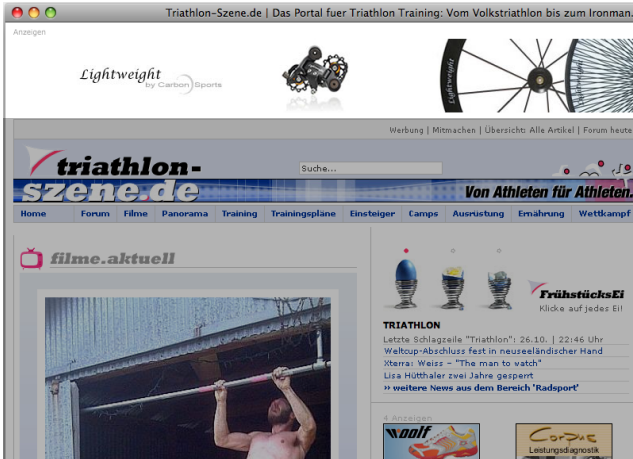 Triathlon-Szene.de | Das Portal fuer Triathlon Training: Vom Volkstriathlon bis zum Ironman.
Anzeigen
Lightweight
by Carbon Sports
Lightweight
Werbung | Mitmachen | Übersicht: Alle Artikel | Forum heute
triathlon-
szene.de
Suche...
Von Athleten für Athleten.
Home Forum Filme Panorama Training Trainingspläne Einsteiger Camps Ausrüstung Ernährung Wettkampf
filme.aktuell
FrühstücksEi
Klicke auf jedes Ei!
TRIATHLON
Letzte Schlagzeile "Triathlon": 26.10. | 22:46 Uhr
Weltcup-Abschluss fest in neuseeländischer Hand
Xterra: Weiss - "The man to watch"
Lisa Hütthaler zwei Jahre gesperrt
» weitere News aus dem Bereich 'Radsport'
4 Anzeigen
woolf
Corpus
Leistungsdiagnostik